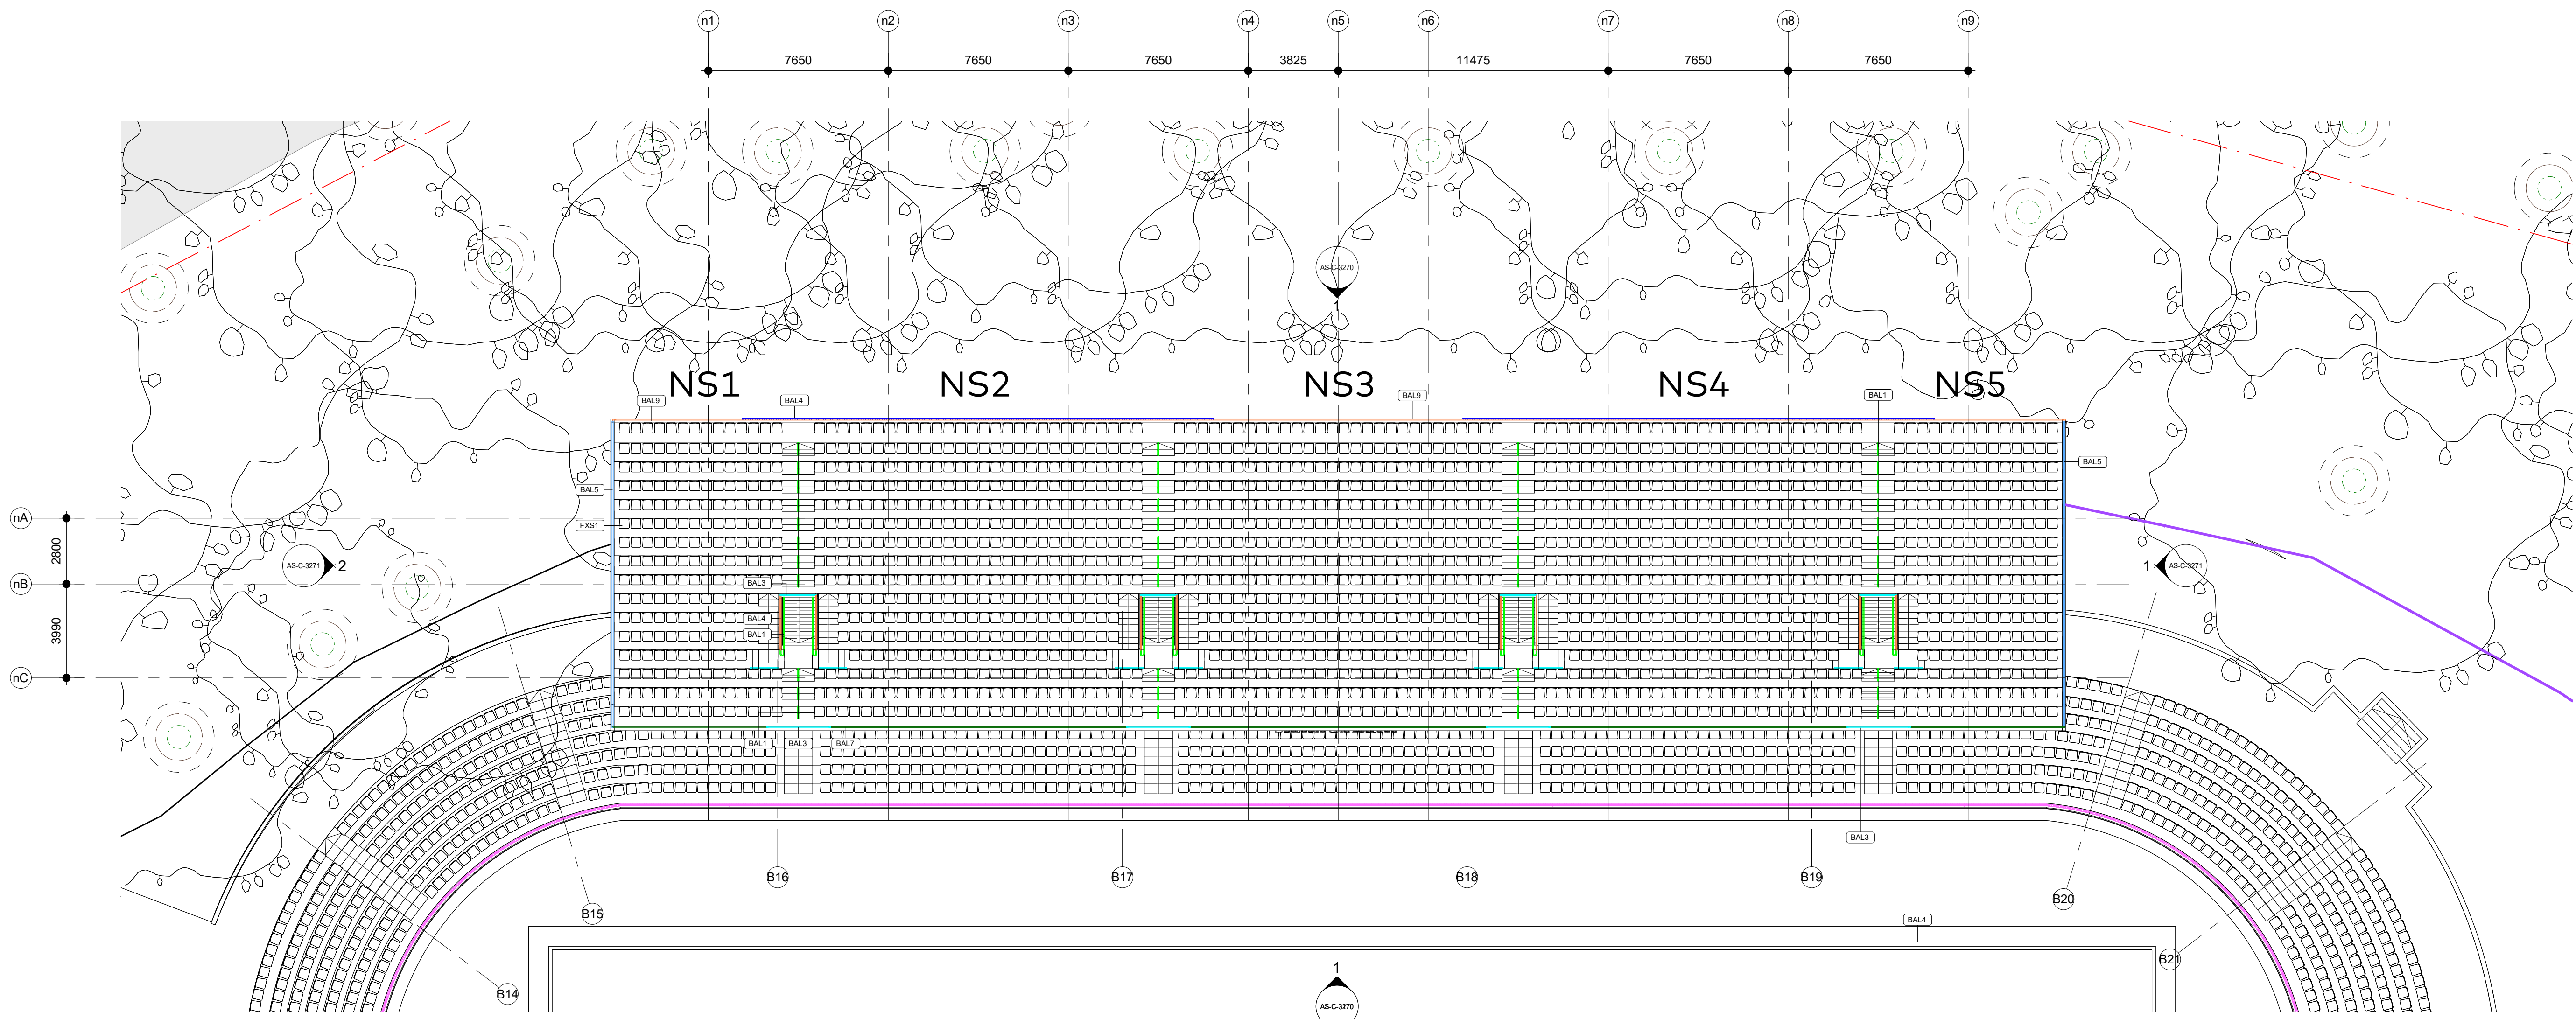 n1 n2 n3 n4 n5 n6 n7 n8 n9
7650 7650 7650 3825 11475 7650 7650
AS-C-3270
1
NS1 NS2 NS3 NS4 NS5
BAL9 BAL4 BAL9 BAL1
BAL5
BAL5
nA
FXS1
2800
AS-C-3271 2
1 AS-C-3271
nB
BAL3
3990
BAL4
BAL1
nC
BAL1 BAL3 BAL7
BAL3
B16 B17 B18 B19
B15
B20
BAL4
B21
B14
1
AS-C-3270